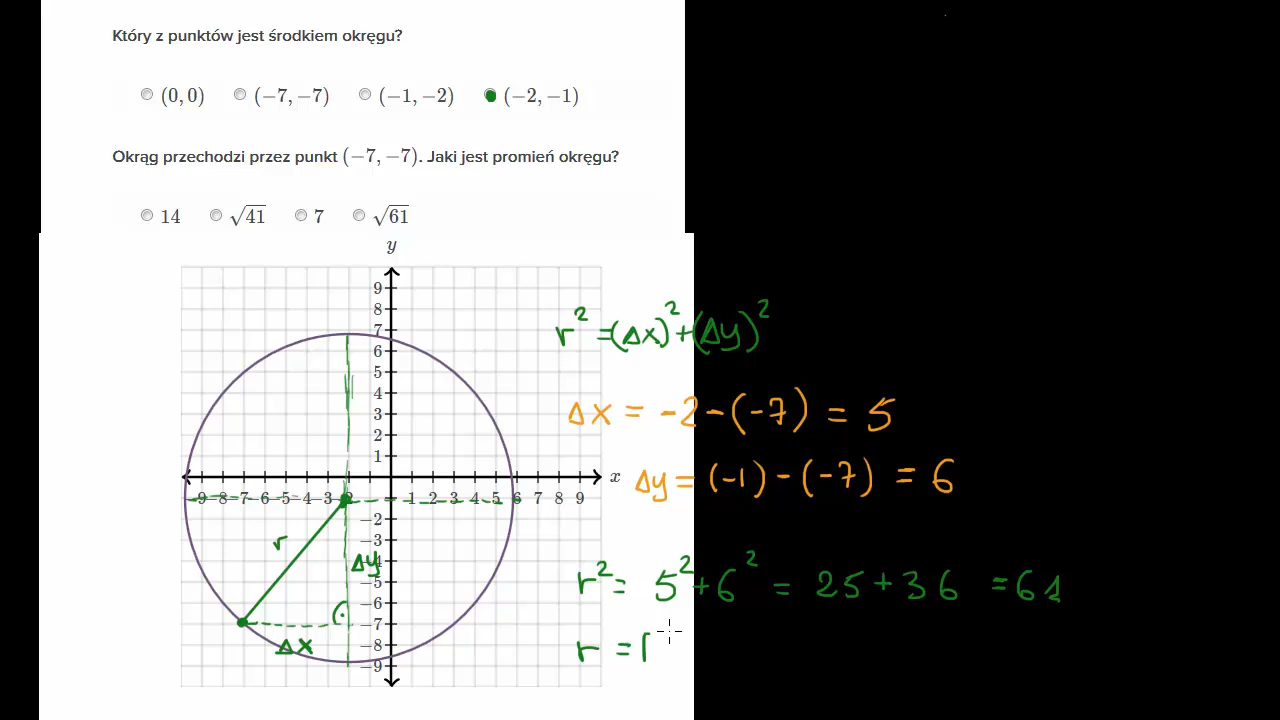 Który z punktów jest środkiem okręgu?
(0, 0) (−7, −7) (−1, −2) (−2, −1)
Okrąg przechodzi przez punkt (−7, −7). Jaki jest promień okręgu?
14 √41 7 √61
y
9
8
7
6
5
4
3
2
1
−9 −8 −7 −6 −5 −4 −3 −2 1 2 3 4 5 6 7 8 9 x
−2
−3
−4
−5
−6
−7
−8
−9
r
Δy
Δx
r² = (Δx)² + (Δy)²
Δx = -2 - (-7) = 5
Δy = (-1) - (-7) = 6
r² = 5² + 6² = 25 + 36 = 61
r =